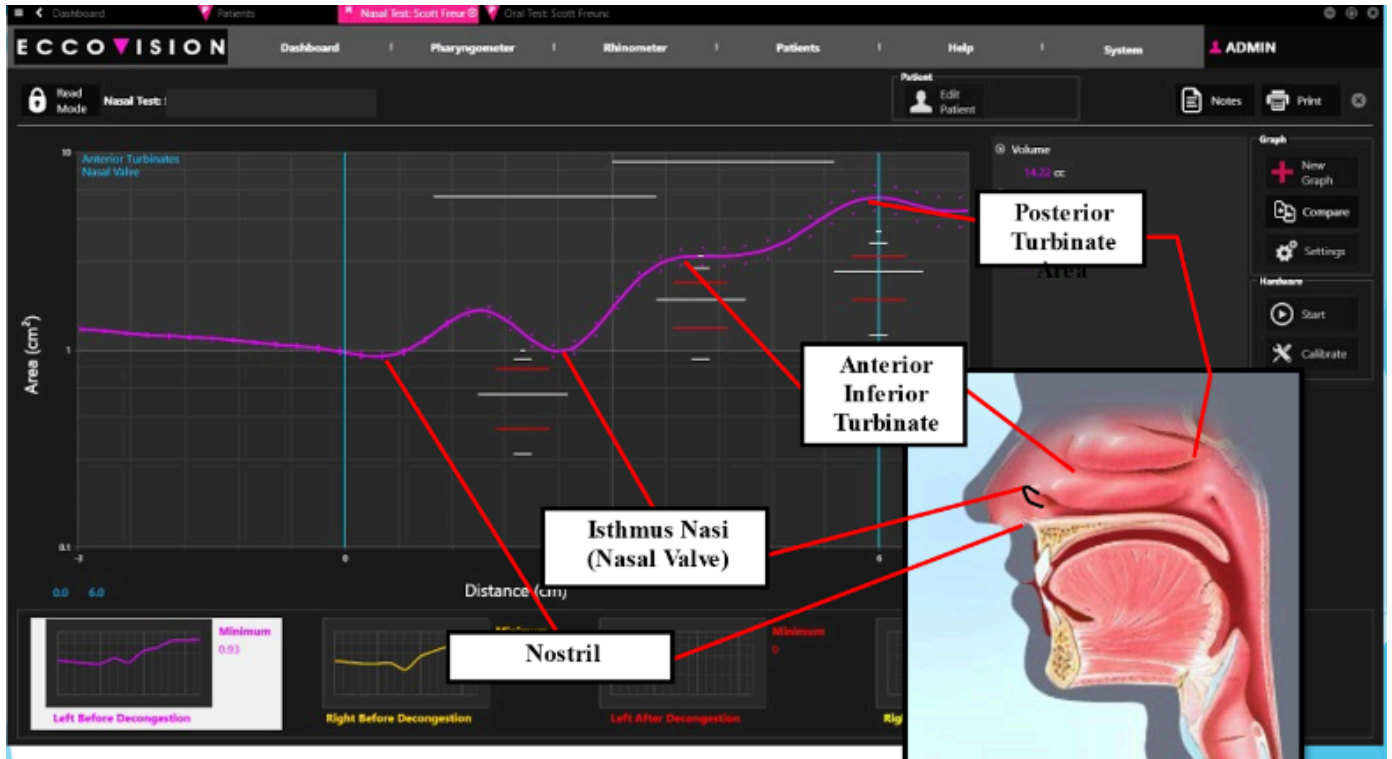 Dashboard
Patients
Nasal Test: Scott Freur
Oral Test: Scott Freunc
ECCOVISION
Dashboard
Pharyngometer
Rhinometer
Patients
Help
System
ADMIN
Read
Mode
Nasal Test:
Patient
Edit
Patient
Notes
Print
Anterior Turbinates
Nasal Valve
Volume
14.22 cc
Graph
New
Graph
Compare
Settings
Hardware
Start
Calibrate
Posterior
Turbinate
Area
Anterior
Inferior
Turbinate
Isthmus Nasi
(Nasal Valve)
Nostril
Area (cm²)
10
1
0.1
-3
0
6
Distance (cm)
0.0 6.0
Minimum
0.93
Left Before Decongestion
Minimum
Right Before Decongestion
Minimum
0
Left After Decongestion
Rig